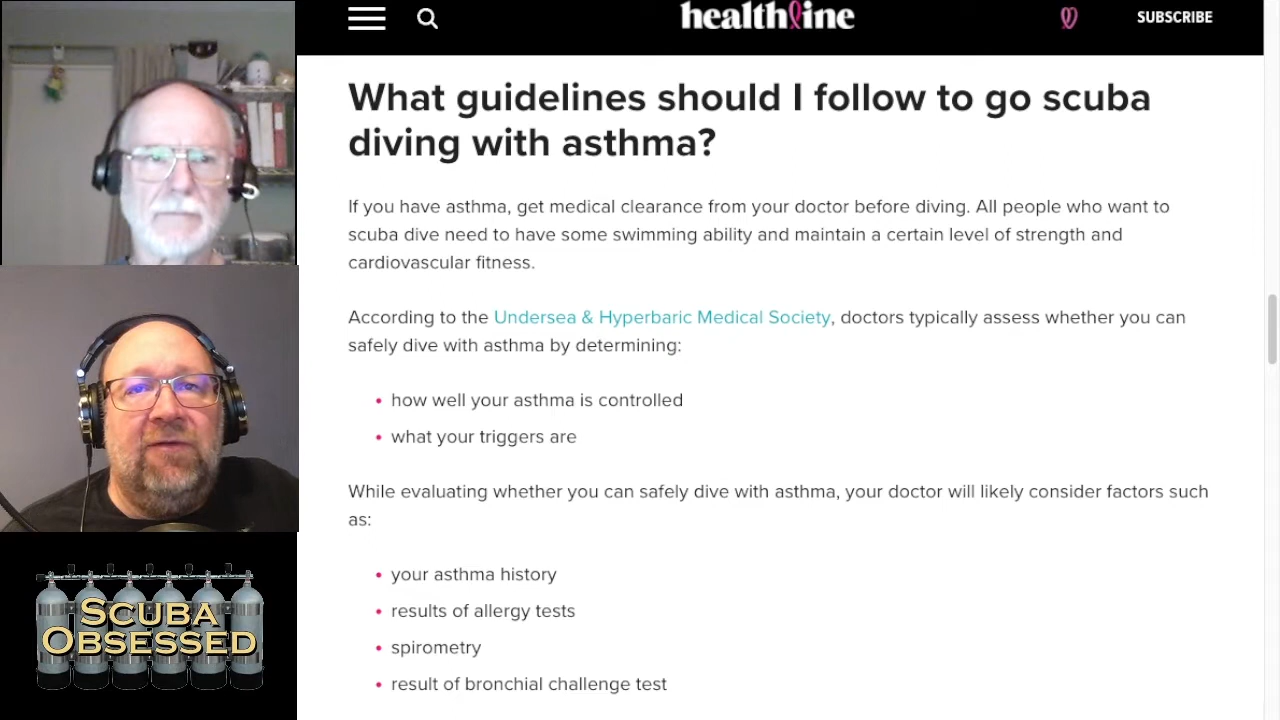 healthline
SUBSCRIBE
What guidelines should I follow to go scuba
diving with asthma?
If you have asthma, get medical clearance from your doctor before diving. All people who want to
scuba dive need to have some swimming ability and maintain a certain level of strength and
cardiovascular fitness.
According to the Undersea & Hyperbaric Medical Society, doctors typically assess whether you can
safely dive with asthma by determining:
• how well your asthma is controlled
• what your triggers are
While evaluating whether you can safely dive with asthma, your doctor will likely consider factors such
as:
• your asthma history
• results of allergy tests
• spirometry
• result of bronchial challenge test
SCUBA
OBSESSED